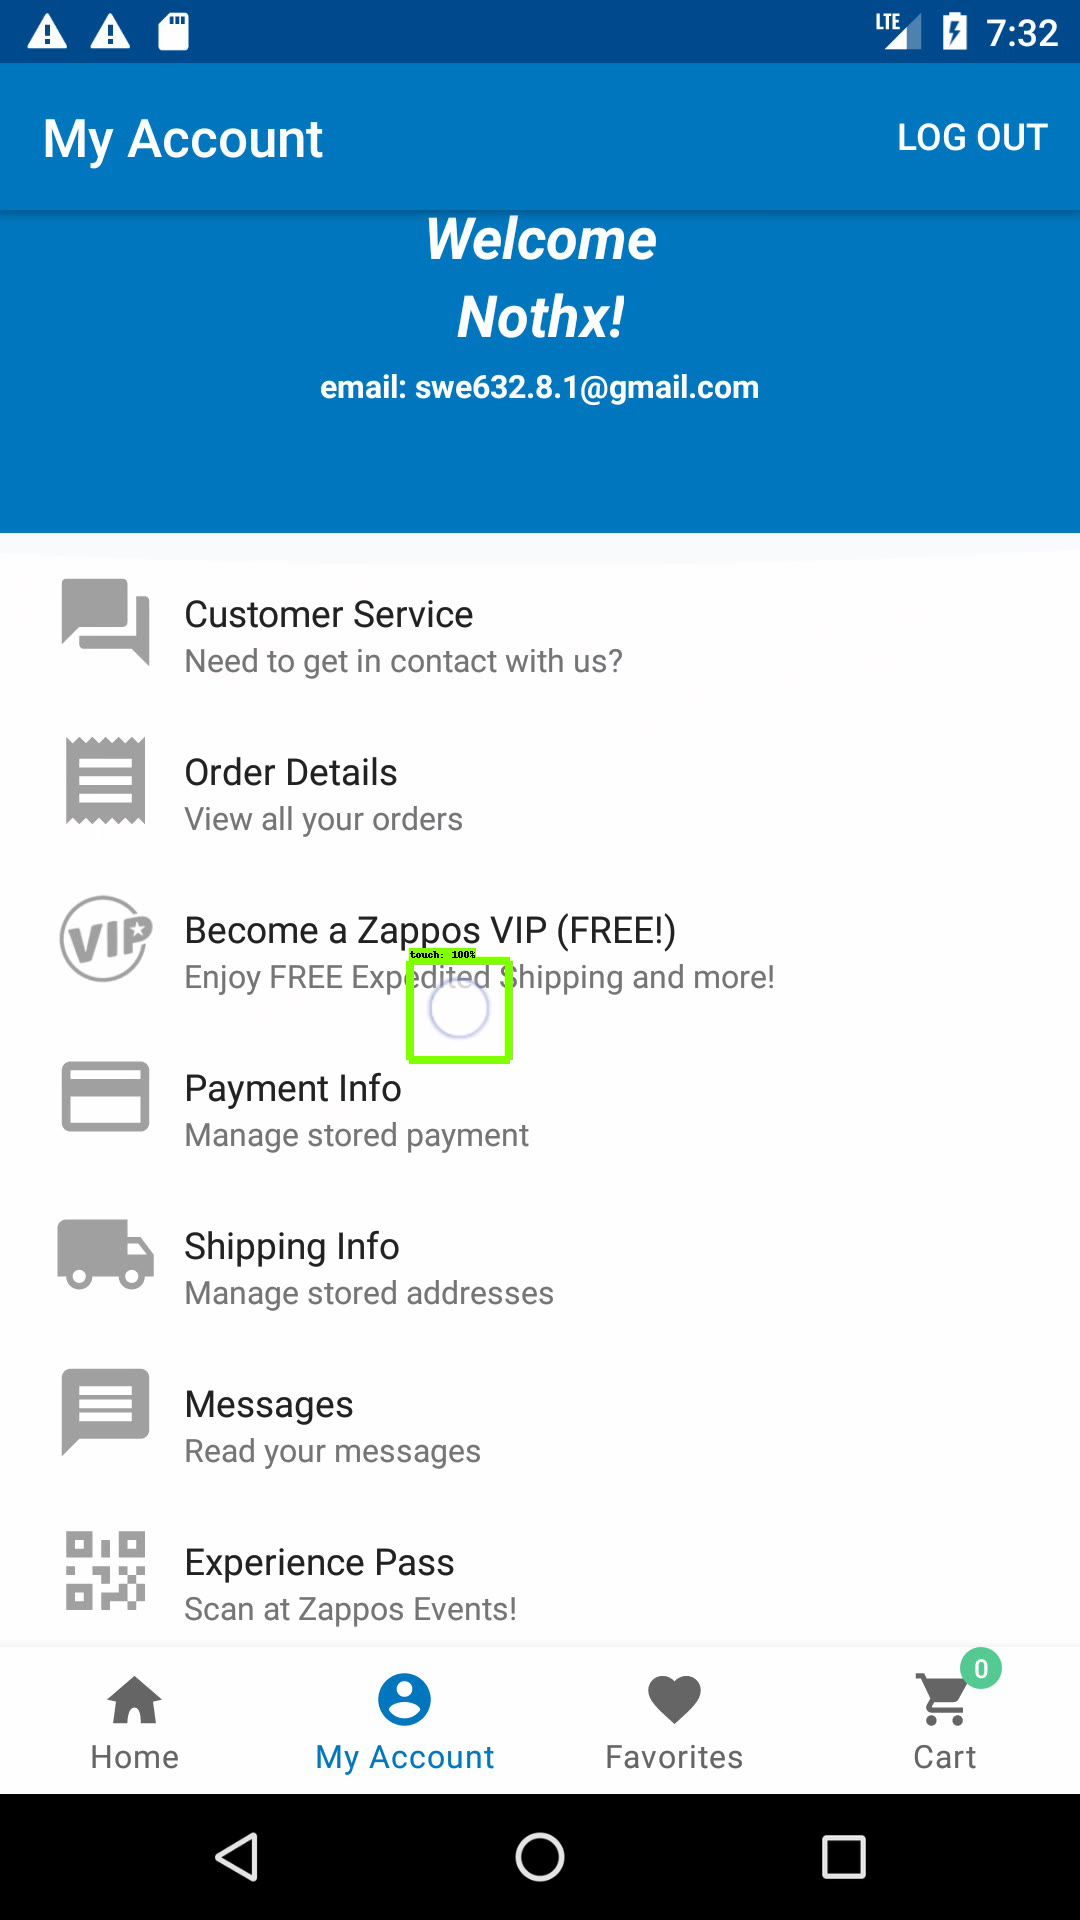 LTE 7:32
My Account LOG OUT
Welcome
Nothx!
email: swe632.8.1@gmail.com
Customer Service
Need to get in contact with us?
Order Details
View all your orders
VIP
Become a Zappos VIP (FREE!)
touch: 100%
Enjoy FREE Expedited Shipping and more!
Payment Info
Manage stored payment
Shipping Info
Manage stored addresses
Messages
Read your messages
Experience Pass
Scan at Zappos Events!
0
Home My Account Favorites Cart